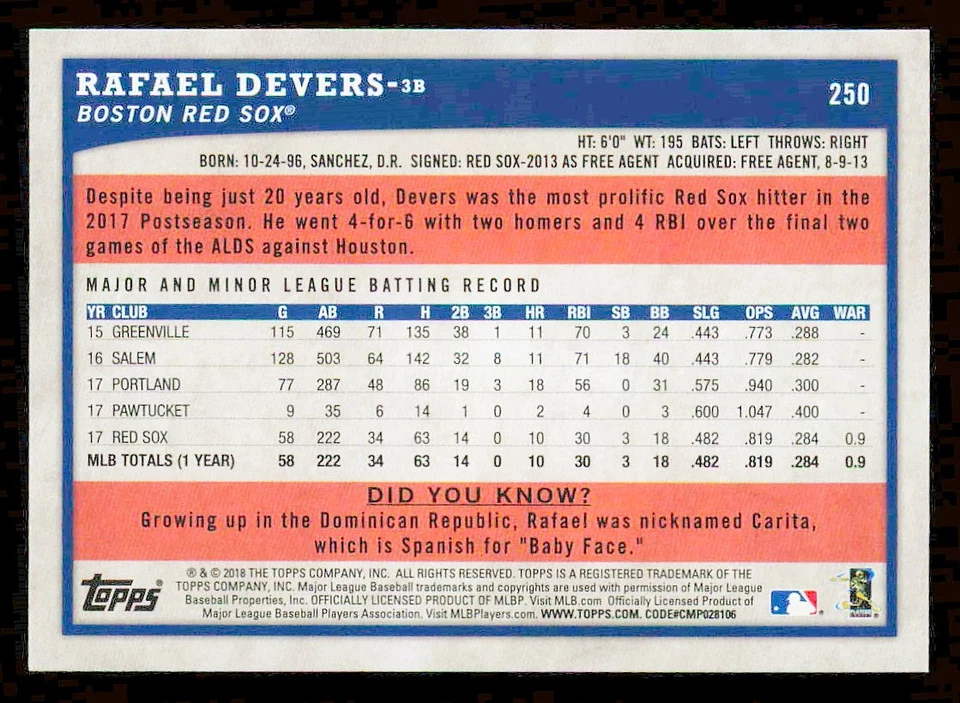 RAFAEL DEVERS-3B
250
BOSTON RED SOX®
HT: 6'0" WT: 195 BATS: LEFT THROWS: RIGHT
BORN: 10-24-96, SANCHEZ, D.R. SIGNED: RED SOX-2013 AS FREE AGENT ACQUIRED: FREE AGENT, 8-9-13
Despite being just 20 years old, Devers was the most prolific Red Sox hitter in the
2017 Postseason. He went 4-for-6 with two homers and 4 RBI over the final two
games of the ALDS against Houston.
MAJOR AND MINOR LEAGUE BATTING RECORD
YR CLUB G AB R H 2B 3B HR RBI SB BB SLG OPS AVG WAR
15 GREENVILLE 115 469 71 135 38 1 11 70 3 24 .443 .773 .288 -
16 SALEM 128 503 64 142 32 8 11 71 18 40 .443 .779 .282 -
17 PORTLAND 77 287 48 86 19 3 18 56 0 31 .575 .940 .300 -
17 PAWTUCKET 9 35 6 14 1 0 2 4 0 3 .600 1.047 .400 -
17 RED SOX 58 222 34 63 14 0 10 30 3 18 .482 .819 .284 0.9
MLB TOTALS (1 YEAR) 58 222 34 63 14 0 10 30 3 18 .482 .819 .284 0.9
DID YOU KNOW?
Growing up in the Dominican Republic, Rafael was nicknamed Carita,
which is Spanish for "Baby Face."
Topps®
® & © 2018 THE TOPPS COMPANY, INC. ALL RIGHTS RESERVED. TOPPS IS A REGISTERED TRADEMARK OF THE
TOPPS COMPANY, INC. Major League Baseball trademarks and copyrights are used with permission of Major League
Baseball Properties, Inc. OFFICIALLY LICENSED PRODUCT OF MLBP. Visit MLB.com Officially Licensed Product of
Major League Baseball Players Association. Visit MLBPlayers.com. WWW.TOPPS.COM. CODE#CMP028106